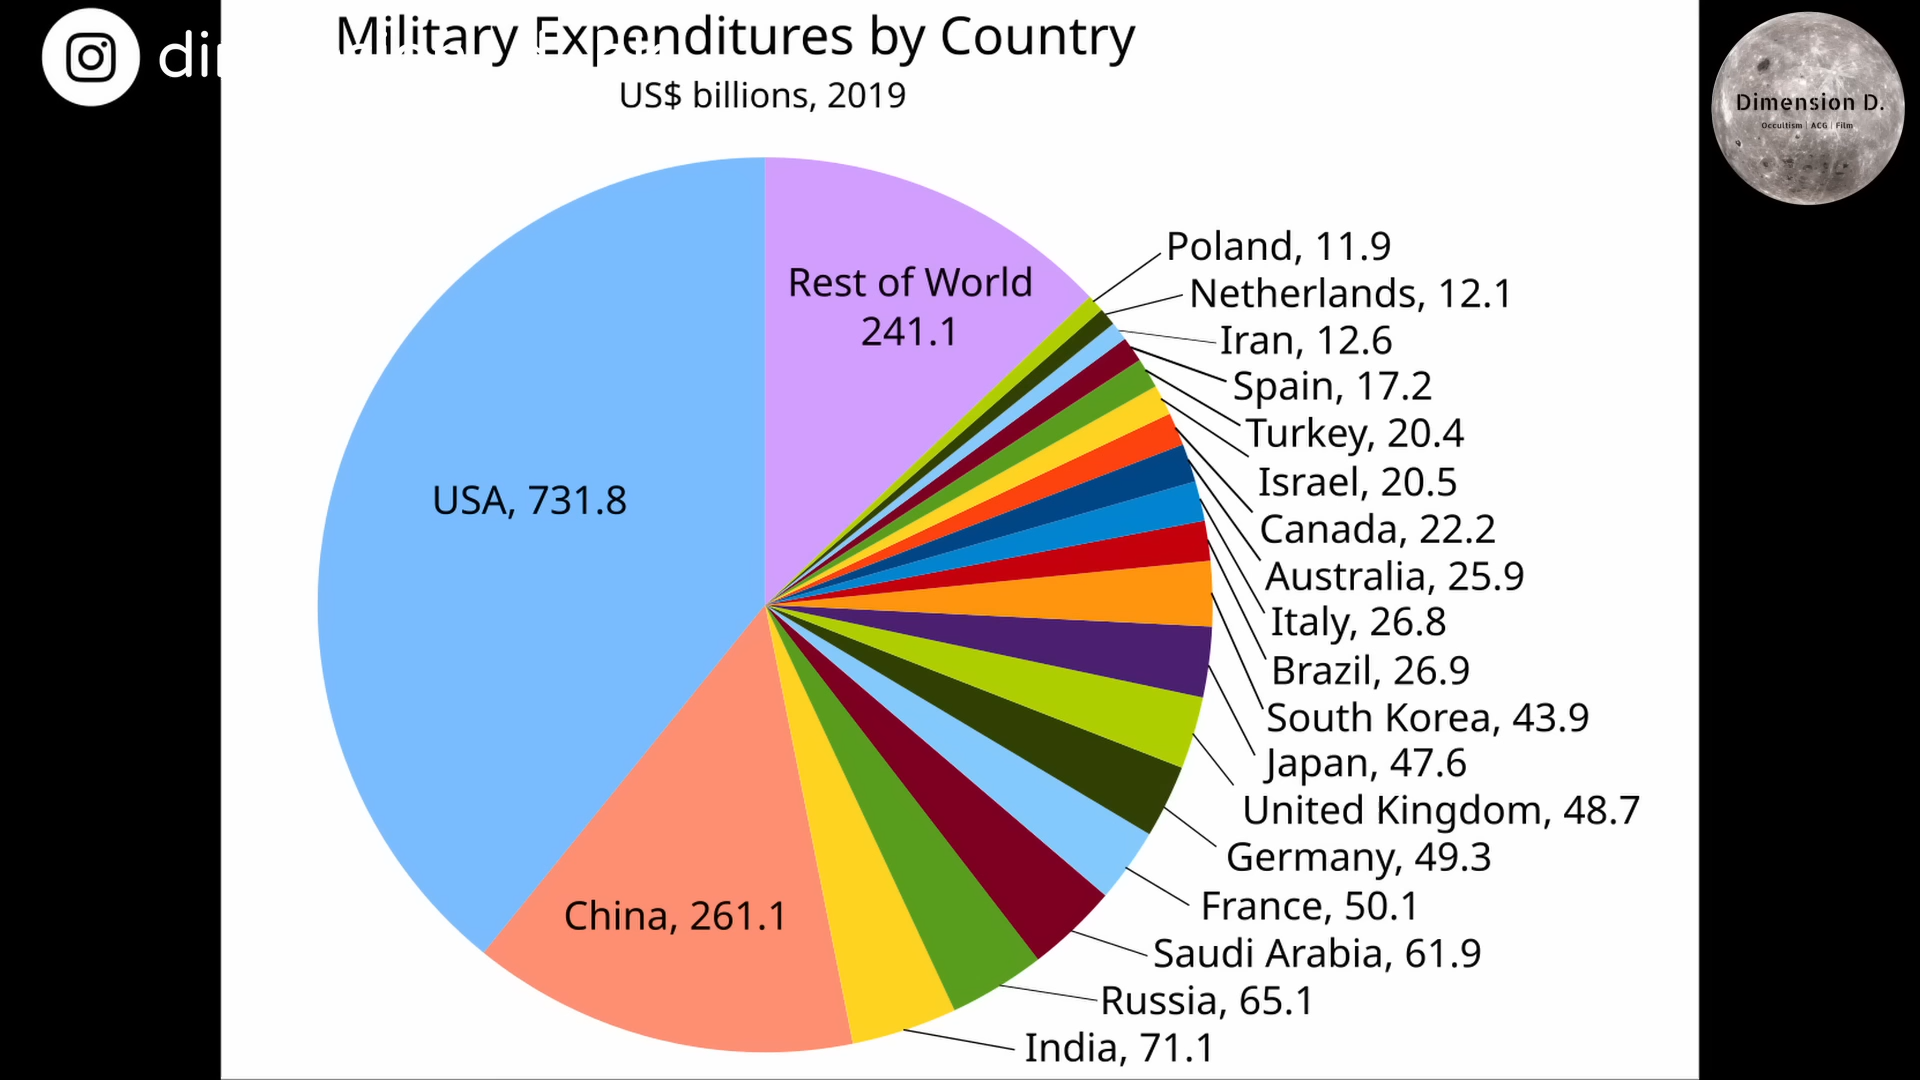 Military Expenditures by Country
US$ billions, 2019
Dimension D.
Occultism | ACG | Film
Rest of World
241.1
Poland, 11.9
Netherlands, 12.1
Iran, 12.6
Spain, 17.2
Turkey, 20.4
Israel, 20.5
Canada, 22.2
Australia, 25.9
Italy, 26.8
Brazil, 26.9
South Korea, 43.9
Japan, 47.6
United Kingdom, 48.7
Germany, 49.3
France, 50.1
Saudi Arabia, 61.9
Russia, 65.1
India, 71.1
China, 261.1
USA, 731.8